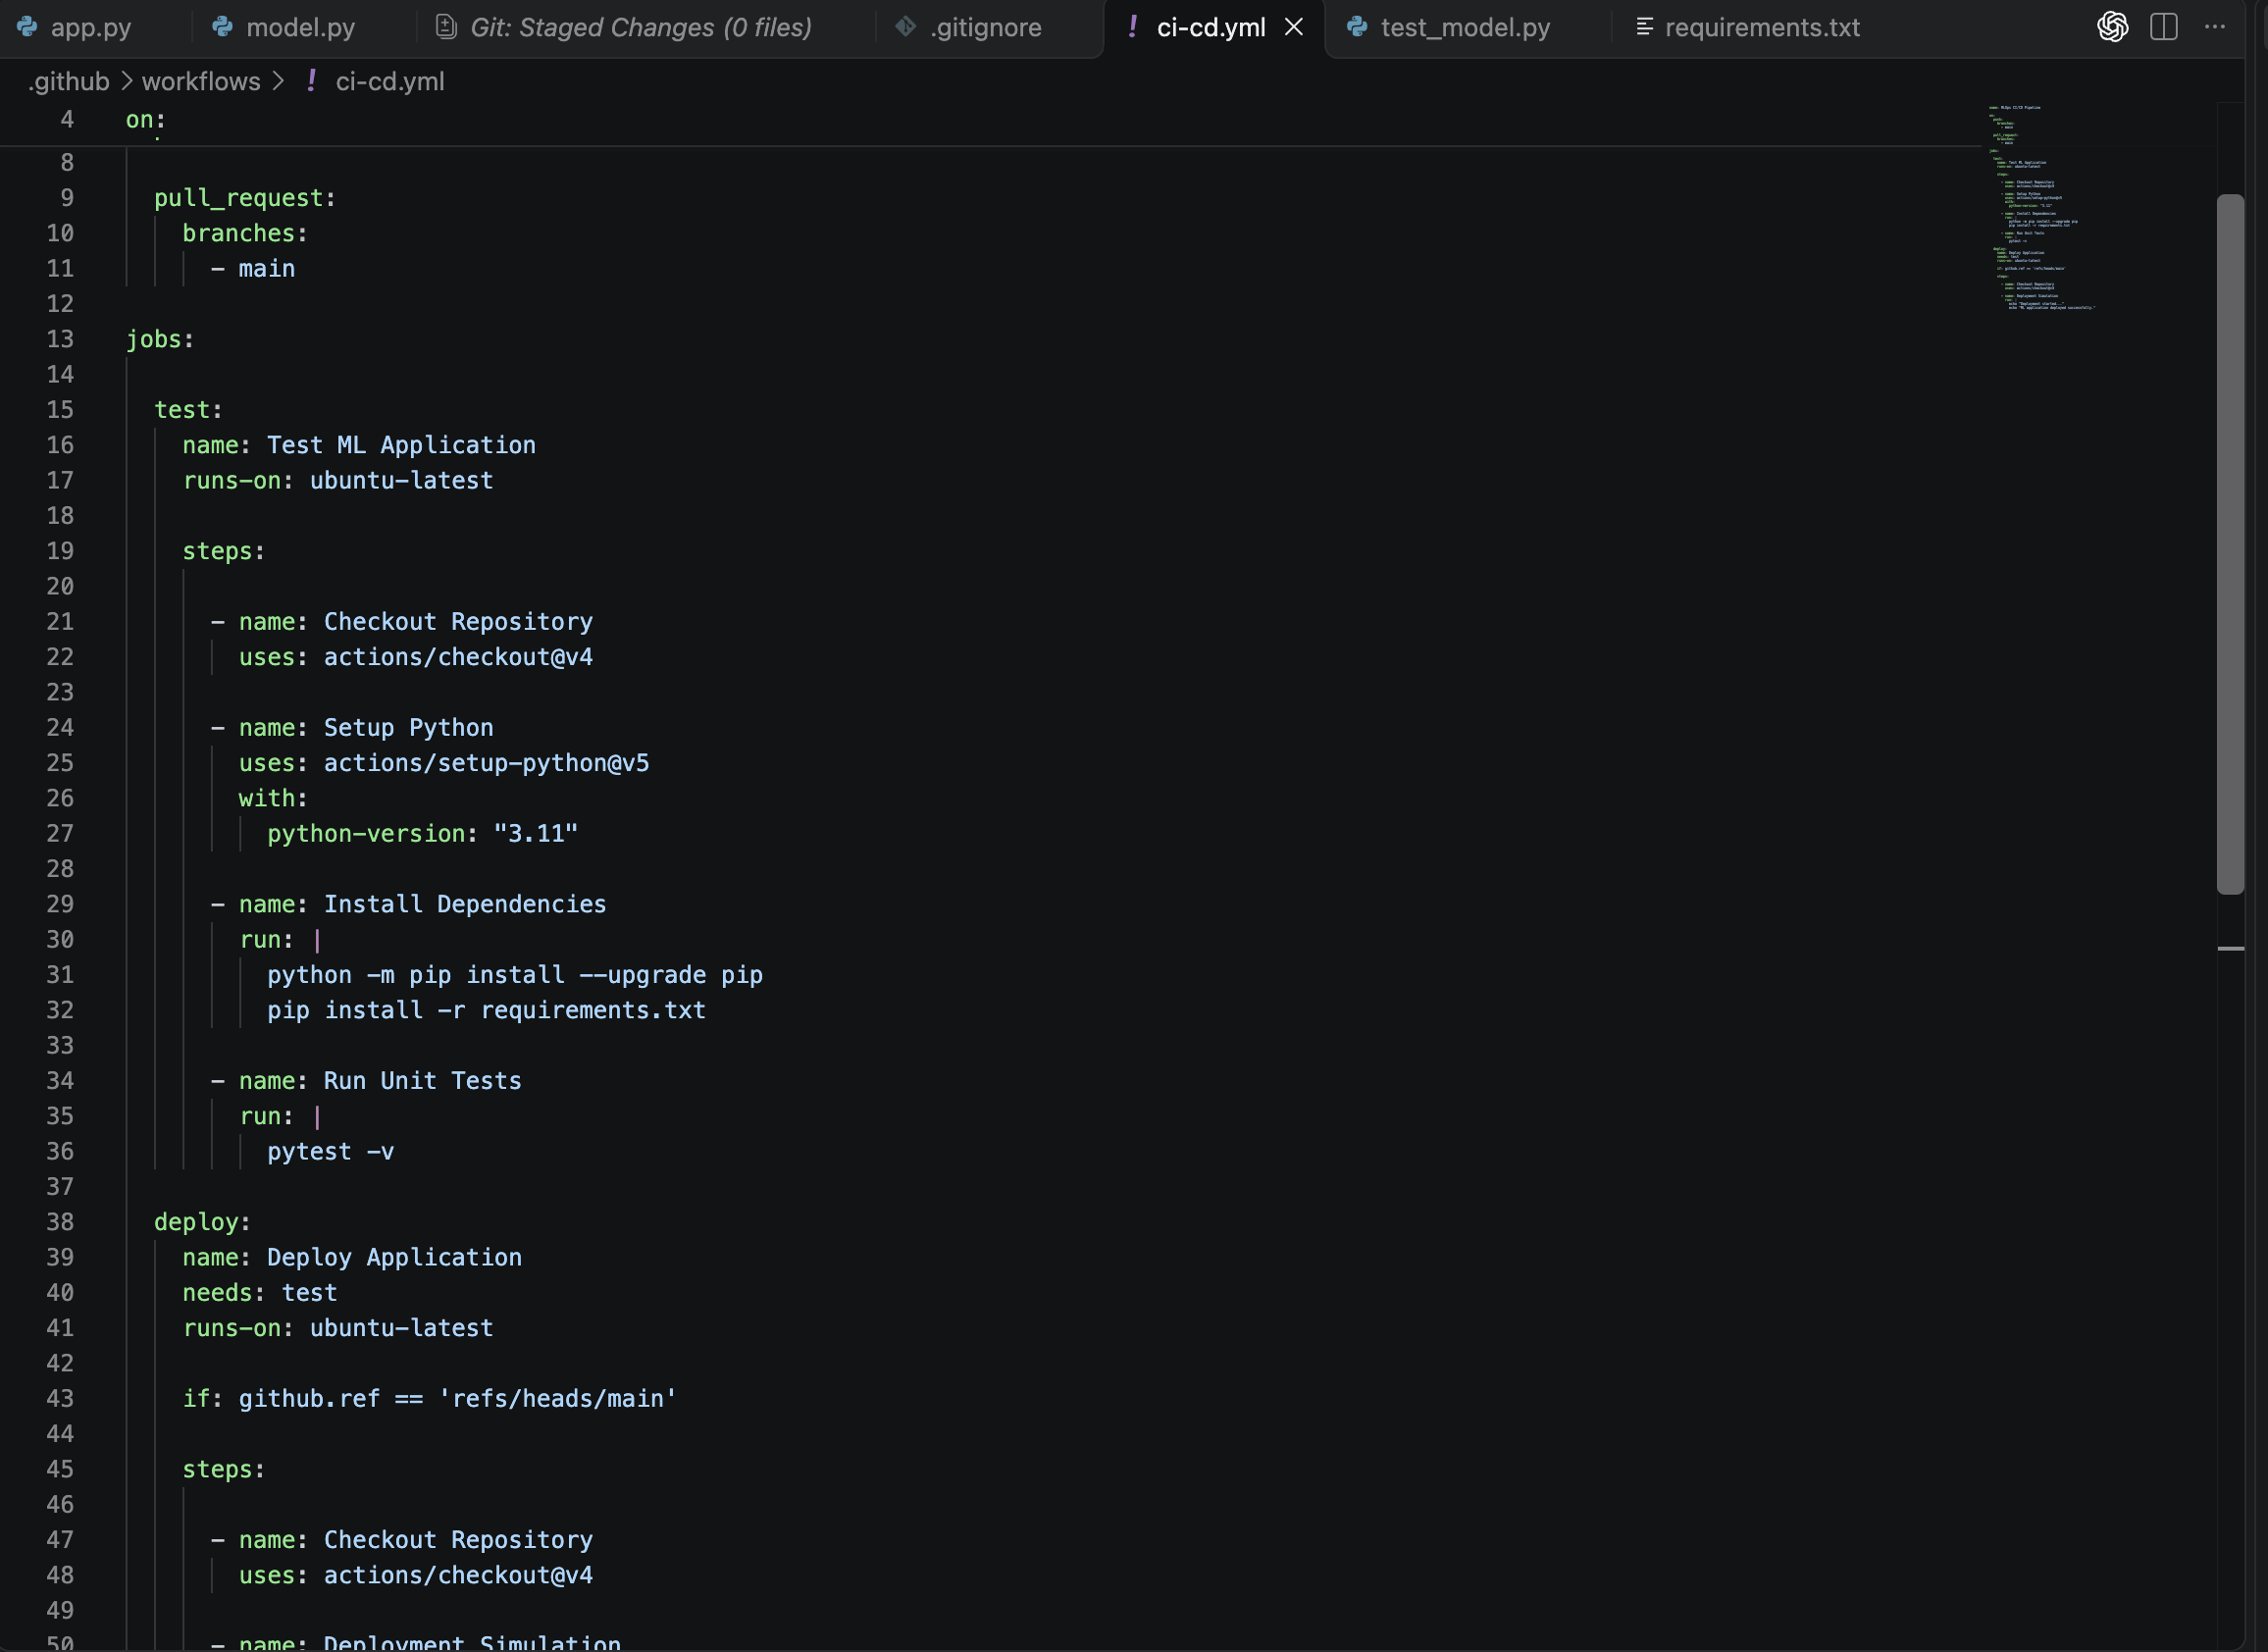 app.py model.py Git: Staged Changes (0 files) .gitignore ! ci-cd.yml test_model.py requirements.txt
.github > workflows > ! ci-cd.yml
4 on:
8
9 pull_request:
10 branches:
11 - main
12
13 jobs:
14
15 test:
16 name: Test ML Application
17 runs-on: ubuntu-latest
18
19 steps:
20
21 - name: Checkout Repository
22 uses: actions/checkout@v4
23
24 - name: Setup Python
25 uses: actions/setup-python@v5
26 with:
27 python-version: "3.11"
28
29 - name: Install Dependencies
30 run: |
31 python -m pip install --upgrade pip
32 pip install -r requirements.txt
33
34 - name: Run Unit Tests
35 run: |
36 pytest -v
37
38 deploy:
39 name: Deploy Application
40 needs: test
41 runs-on: ubuntu-latest
42
43 if: github.ref == 'refs/heads/main'
44
45 steps:
46
47 - name: Checkout Repository
48 uses: actions/checkout@v4
49
50 - name: Deployment Simulation